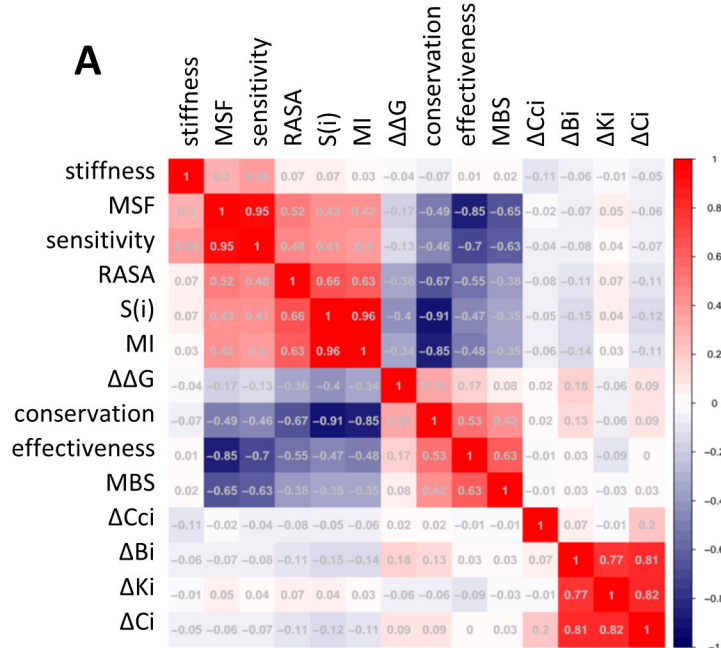 A
stiffness MSF sensitivity RASA S(i) MI ΔΔG conservation effectiveness MBS ΔCci ΔBi ΔKi ΔCi
stiffness 1 0.07 0.07 0.03 −0.04 −0.07 0.01 0.02 −0.11 −0.06 −0.01 −0.05
MSF 1 0.95 0.52 0.43 0.42 −0.17 −0.49 −0.85 −0.65 −0.02 −0.07 0.05 −0.06
sensitivity 0.95 1 0.48 0.41 0.4 −0.13 −0.46 −0.7 −0.63 −0.04 −0.08 0.04 −0.07
RASA 0.07 0.52 0.48 1 0.66 0.63 −0.36 −0.67 −0.55 −0.38 −0.08 −0.11 0.07 −0.11
S(i) 0.07 0.43 0.41 0.66 1 0.96 −0.4 −0.91 −0.47 −0.35 −0.05 −0.15 0.04 −0.12
MI 0.03 0.42 0.4 0.63 0.96 1 −0.34 −0.85 −0.48 −0.35 −0.06 −0.14 0.03 −0.11
ΔΔG −0.04 −0.17 −0.13 −0.36 −0.4 −0.34 1 0.17 0.08 0.02 0.18 −0.06 0.09
conservation −0.07 −0.49 −0.46 −0.67 −0.91 −0.85 1 0.53 0.42 0.02 0.13 −0.06 0.09
effectiveness 0.01 −0.85 −0.7 −0.55 −0.47 −0.48 0.17 0.53 1 0.63 −0.01 0.03 −0.09 0
MBS 0.02 −0.65 −0.63 −0.38 −0.35 −0.35 0.08 0.42 0.63 1 −0.01 0.03 −0.03 0.03
ΔCci −0.11 −0.02 −0.04 −0.08 −0.05 −0.06 0.02 0.02 −0.01 −0.01 1 0.07 −0.01 0.2
ΔBi −0.06 −0.07 −0.08 −0.11 −0.15 −0.14 0.18 0.13 0.03 0.03 0.07 1 0.77 0.81
ΔKi −0.01 0.05 0.04 0.07 0.04 0.03 −0.06 −0.06 −0.09 −0.03 −0.01 0.77 1 0.82
ΔCi −0.05 −0.06 −0.07 −0.11 −0.12 −0.11 0.09 0.09 0 0.03 0.2 0.81 0.82 1
1
0.8
0.6
0.4
0.2
0
−0.2
−0.4
−0.6
−0.8
−1